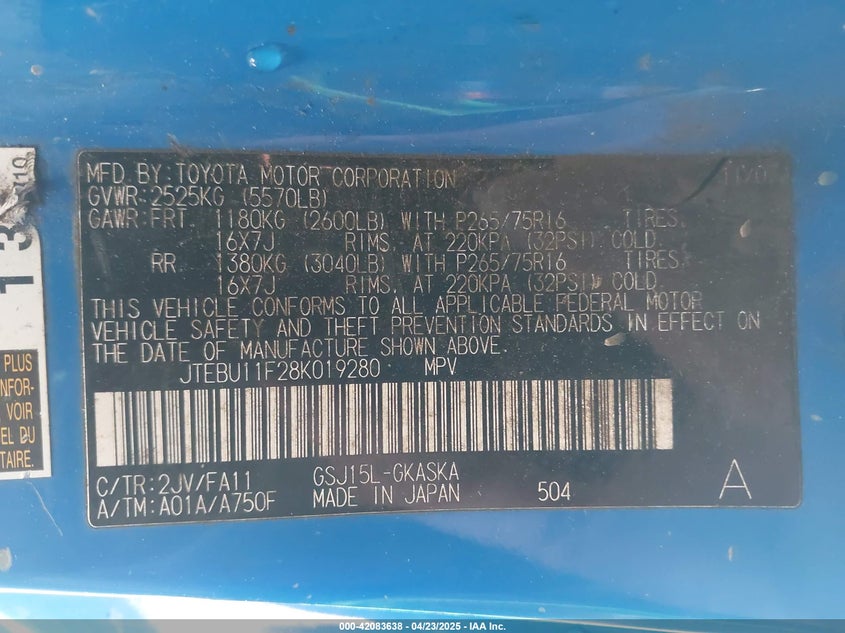 MFD. BY: TOYOTA MOTOR CORPORATION 11/07
GVWR: 2525KG (5570LB)
GAWR: FRT 1180KG (2600LB) WITH P265/75R16 TIRES.
16X7J RIMS. AT 220KPA (32PSI) COLD.
RR 1380KG (3040LB) WITH P265/75R16 TIRES.
16X7J RIMS. AT 220KPA (32PSI) COLD.
THIS VEHICLE CONFORMS TO ALL APPLICABLE FEDERAL MOTOR
VEHICLE SAFETY AND THEFT PREVENTION STANDARDS IN EFFECT ON
THE DATE OF MANUFACTURE SHOWN ABOVE.
JTEBU11F28K019280 MPV
C/TR: 2JV/FA11 GSJ15L-GKASKA
A/TM: A01A/A750F MADE IN JAPAN 504 A
710
13
PLUS
NFOR-
VOIR
EL DU
TAIRE.
000-42083638 - 04/23/2025 - IAA Inc.